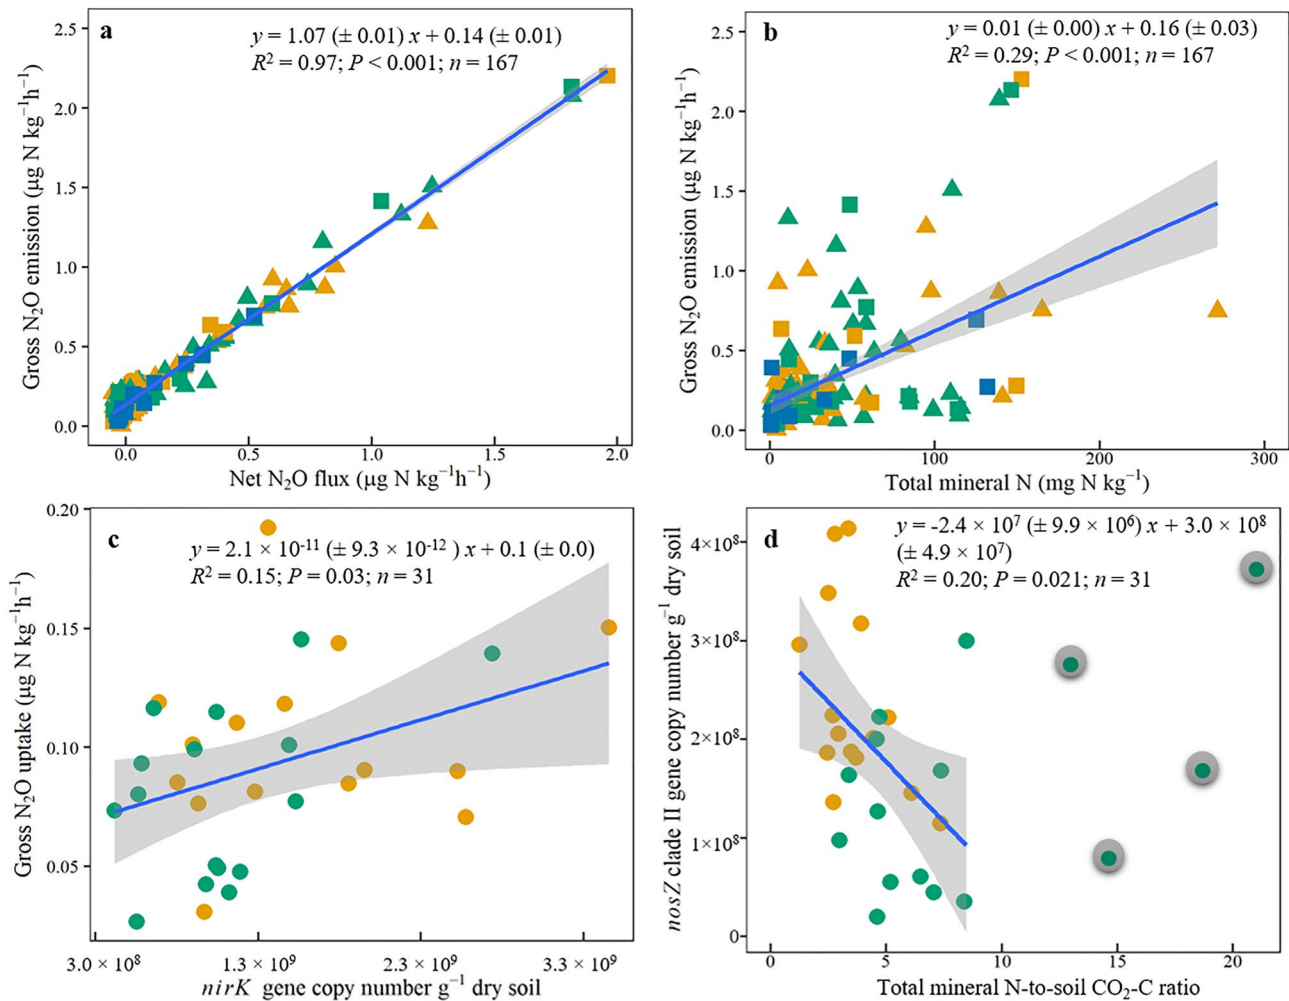 a
y = 1.07 (± 0.01) x + 0.14 (± 0.01)
R² = 0.97; P < 0.001; n = 167
Gross N₂O emission (µg N kg⁻¹h⁻¹)
2.5
2.0
1.5
1.0
0.5
0.0
0.0 0.5 1.0 1.5 2.0
Net N₂O flux (µg N kg⁻¹h⁻¹)
b
y = 0.01 (± 0.00) x + 0.16 (± 0.03)
R² = 0.29; P < 0.001; n = 167
Gross N₂O emission (µg N kg⁻¹h⁻¹)
2.5
2.0
1.5
1.0
0.5
0.0
0 100 200 300
Total mineral N (mg N kg⁻¹)
c
y = 2.1 × 10⁻¹¹ (± 9.3 × 10⁻¹² ) x + 0.1 (± 0.0)
R² = 0.15; P = 0.03; n = 31
Gross N₂O uptake (µg N kg⁻¹h⁻¹)
0.20
0.15
0.10
0.05
3.0 × 10⁸ 1.3 × 10⁹ 2.3 × 10⁹ 3.3 × 10⁹
nirK gene copy number g⁻¹ dry soil
d
y = -2.4 × 10⁷ (± 9.9 × 10⁶) x + 3.0 × 10⁸
(± 4.9 × 10⁷)
R² = 0.20; P = 0.021; n = 31
nosZ clade II gene copy number g⁻¹ dry soil
4×10⁸
3×10⁸
2×10⁸
1×10⁸
0
0 5 10 15 20
Total mineral N-to-soil CO₂-C ratio